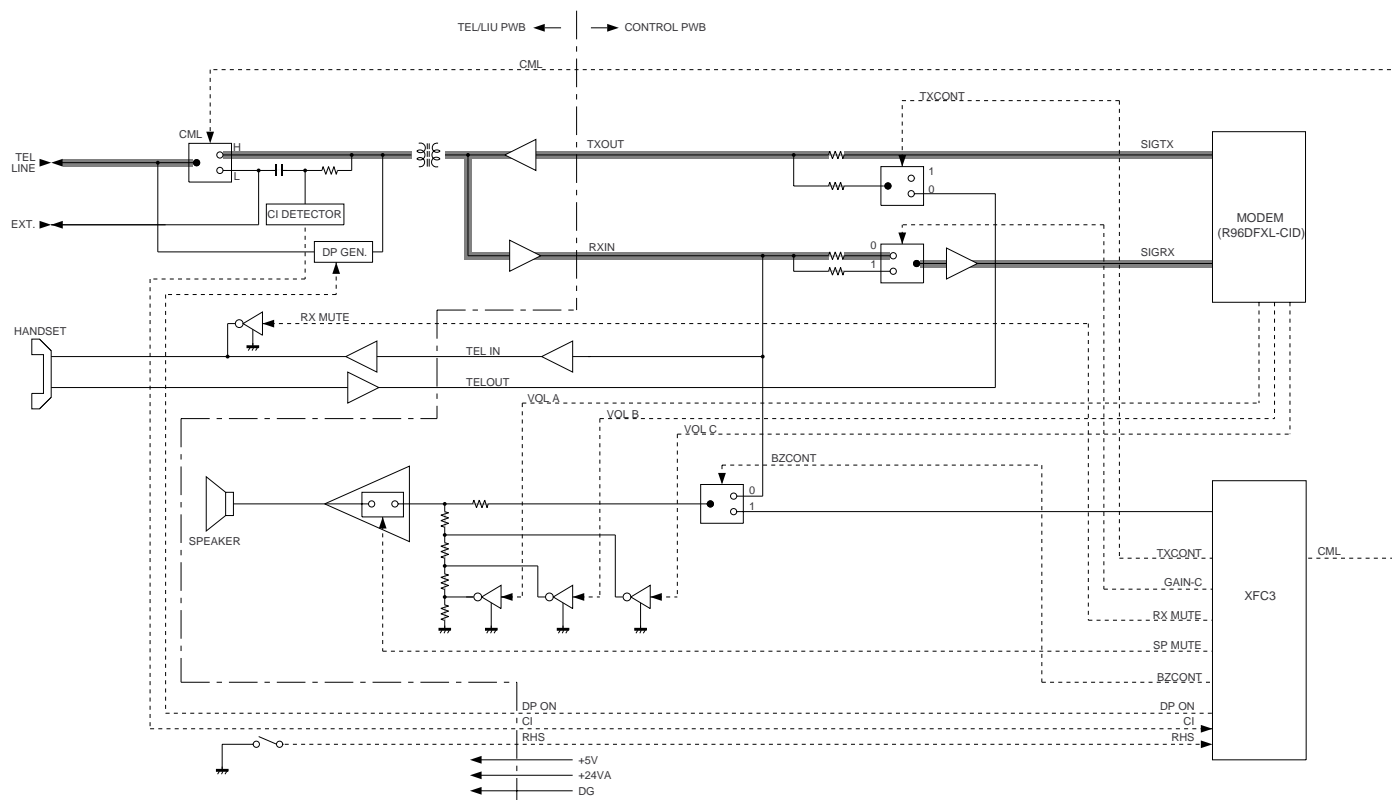 TEL/LIU PWB
CONTROL PWB
CML
TXCONT
CML
H
TEL
LINE
TXOUT
SIGTX
L
1
0
CI DETECTOR
EXT.
MODEM
(R96DFXL-CID)
DP GEN.
RXIN
0
1
SIGRX
HANDSET
RX MUTE
TEL IN
TELOUT
VOL A
VOL B
VOL C
BZCONT
0
1
SPEAKER
TXCONT
CML
GAIN-C
XFC3
RX MUTE
SP MUTE
BZCONT
DP ON
DP ON
CI
CI
RHS
RHS
+5V
+24VA
DG